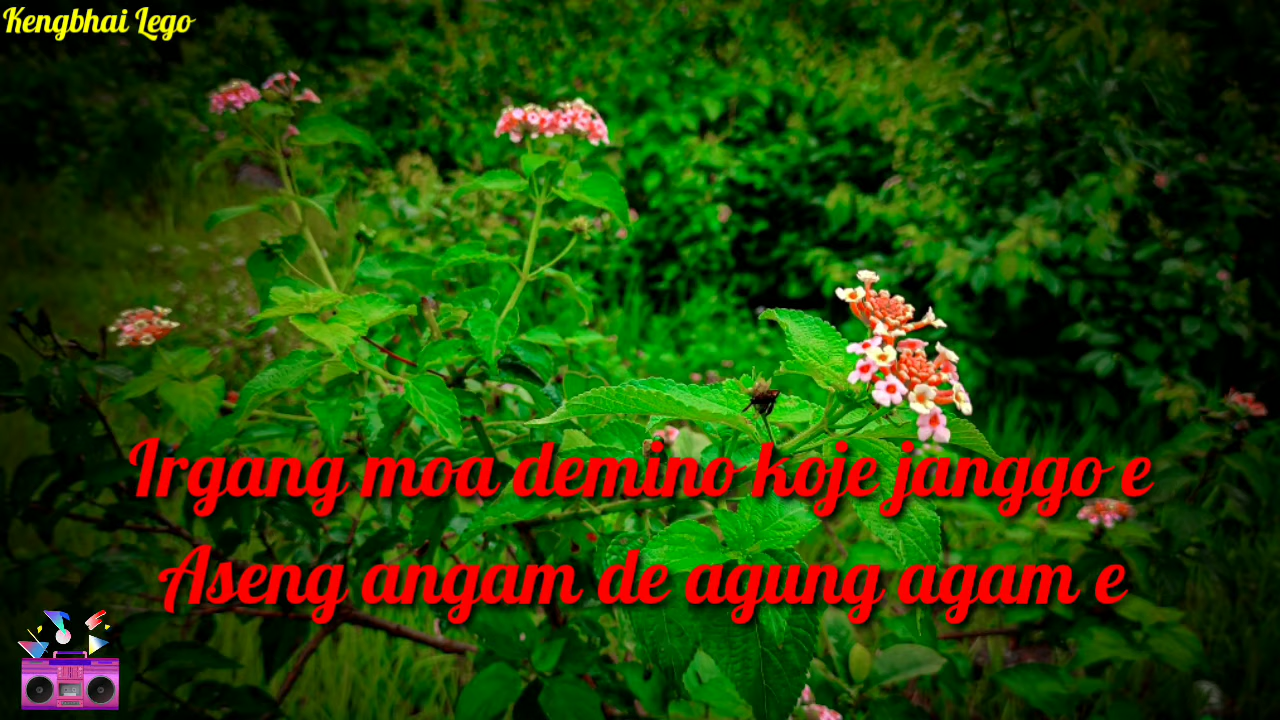 Kengbhai Lego
Irgang moa demino koje janggo e
Aseng angam de agung agam e